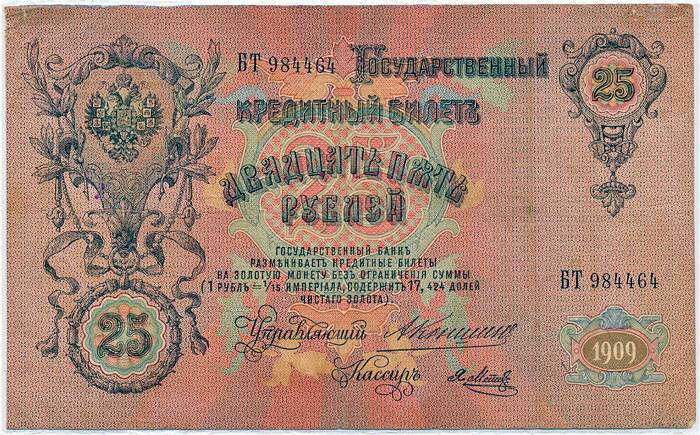 БТ 984464
Государственный
25
Кредитный Билетъ
Двадцать пять
Рублей
Государственный Банкъ
размѣниваетъ кредитные билеты
на золотую монету безъ ограниченія суммы
(1 рубль = 1/15 имперіала, содержитъ 17,424 долей
чистаго золота).
БТ 984464
25
Управляющій
1909
Кассиръ